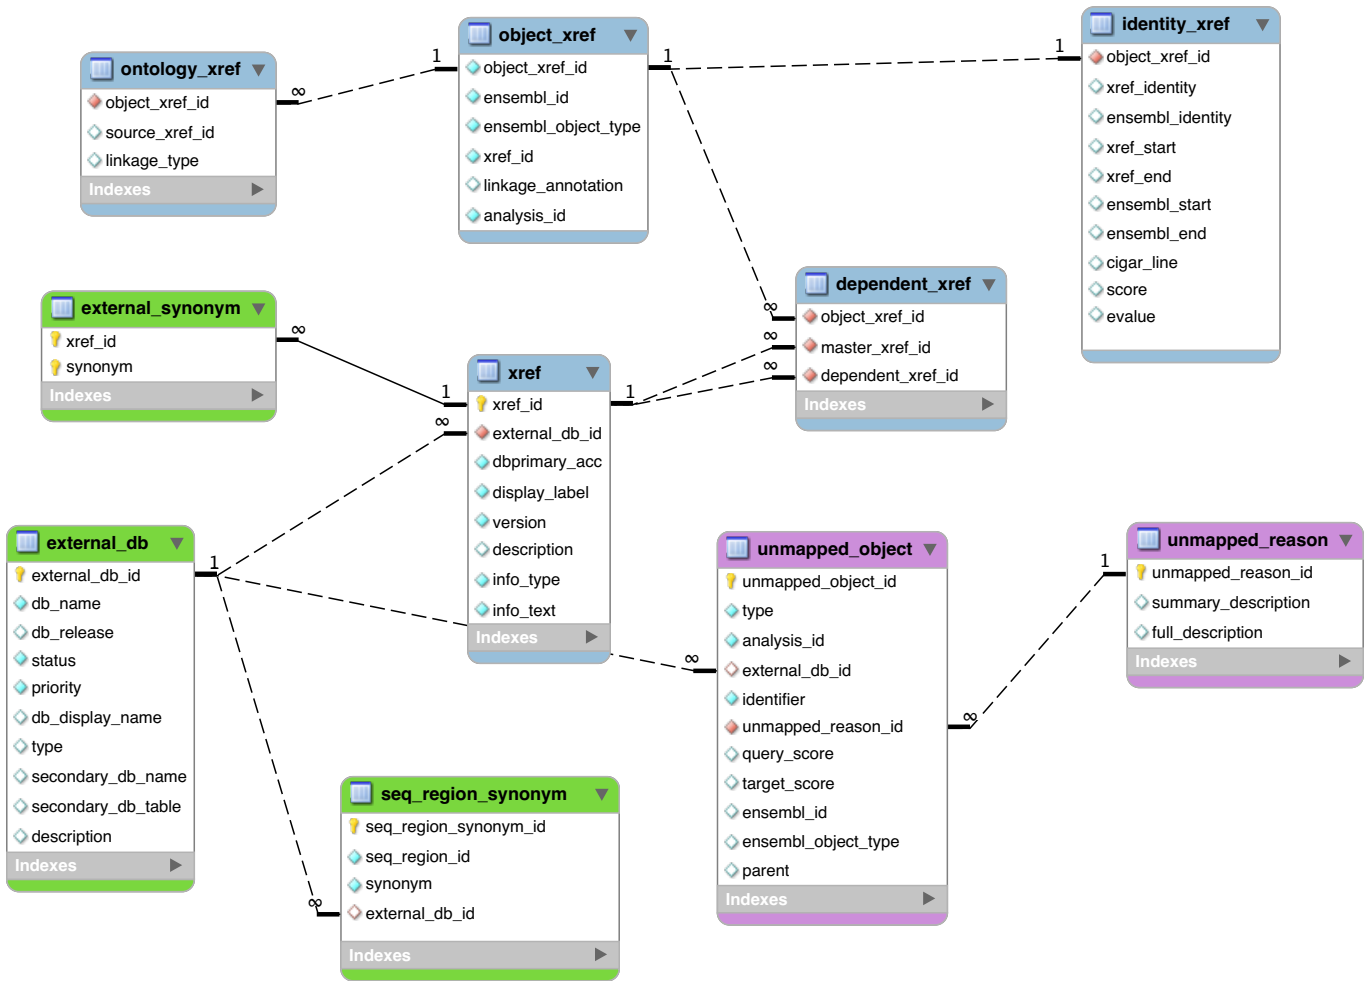 ontology_xref
object_xref_id
source_xref_id
linkage_type
Indexes
object_xref
object_xref_id
ensembl_id
ensembl_object_type
xref_id
linkage_annotation
analysis_id
identity_xref
object_xref_id
xref_identity
ensembl_identity
xref_start
xref_end
ensembl_start
ensembl_end
cigar_line
score
evalue
∞
1
1
1
external_synonym
xref_id
synonym
Indexes
∞
1
xref
xref_id
external_db_id
dbprimary_acc
display_label
version
description
info_type
info_text
Indexes
∞
1
dependent_xref
object_xref_id
master_xref_id
dependent_xref_id
Indexes
∞
∞
∞
external_db
external_db_id
db_name
db_release
status
priority
db_display_name
type
secondary_db_name
secondary_db_table
description
Indexes
1
seq_region_synonym
seq_region_synonym_id
seq_region_id
synonym
external_db_id
Indexes
∞
unmapped_object
unmapped_object_id
type
analysis_id
external_db_id
identifier
unmapped_reason_id
query_score
target_score
ensembl_id
ensembl_object_type
parent
Indexes
∞
∞
1
unmapped_reason
unmapped_reason_id
summary_description
full_description
Indexes